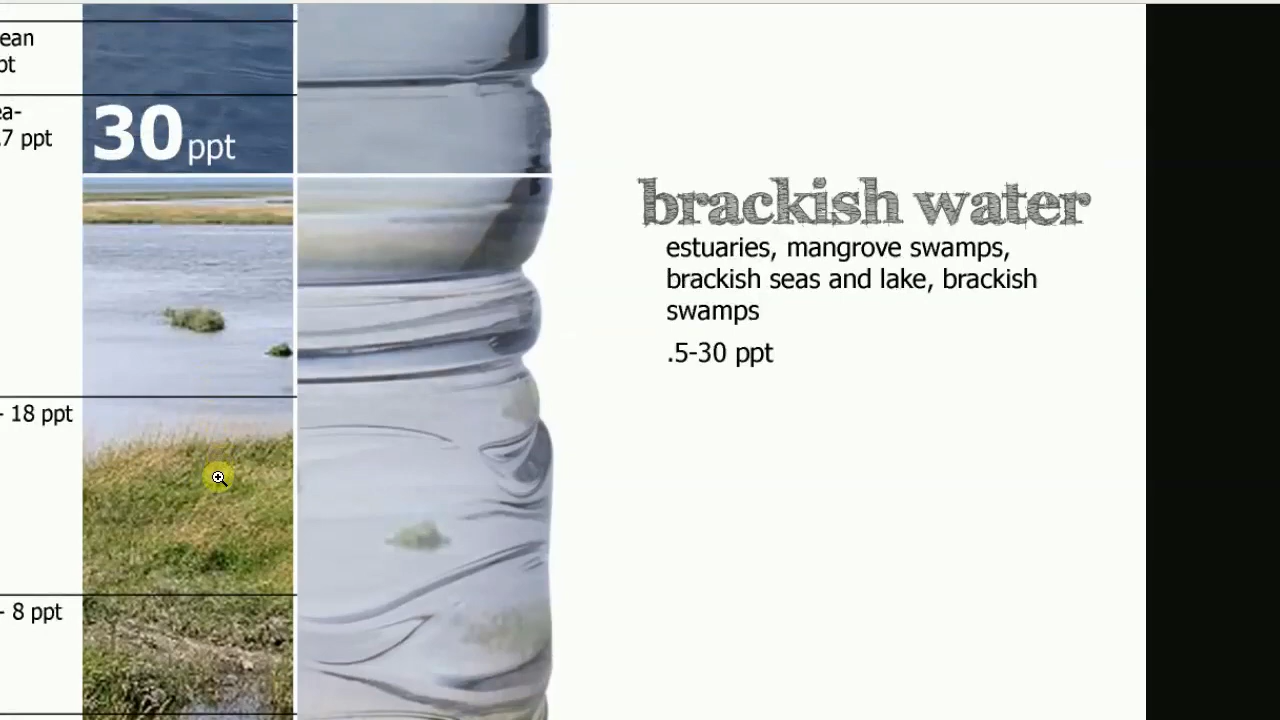 ean
pt
ea-
.7 ppt
30 ppt
brackish water
estuaries, mangrove swamps,
brackish seas and lake, brackish
swamps
.5-30 ppt
- 18 ppt
- 8 ppt